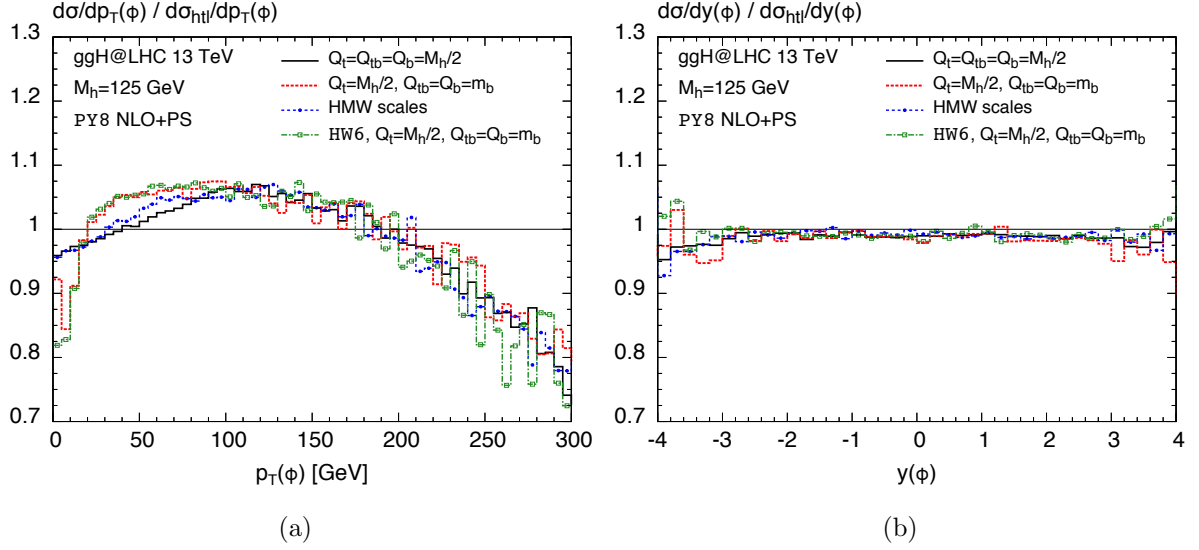 dσ/dp_T(ϕ) / dσ_htl/dp_T(ϕ)
1.3
1.2
1.1
1
0.9
0.8
0.7
ggH@LHC 13 TeV
M_h=125 GeV
PY8 NLO+PS
Q_t=Q_tb=Q_b=M_h/2
Q_t=M_h/2, Q_tb=Q_b=m_b
HMW scales
HW6, Q_t=M_h/2, Q_tb=Q_b=m_b
0 50 100 150 200 250 300
p_T(ϕ) [GeV]
(a)
dσ/dy(ϕ) / dσ_htl/dy(ϕ)
1.3
1.2
1.1
1
0.9
0.8
0.7
ggH@LHC 13 TeV
M_h=125 GeV
PY8 NLO+PS
Q_t=Q_tb=Q_b=M_h/2
Q_t=M_h/2, Q_tb=Q_b=m_b
HMW scales
HW6, Q_t=M_h/2, Q_tb=Q_b=m_b
-4 -3 -2 -1 0 1 2 3 4
y(ϕ)
(b)